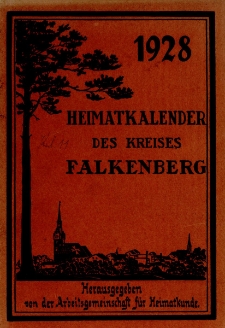 1928
HEIMATKALENDER
DES KREISES
FALKENBERG
Herausgegeben
von der Arbeitsgemeinschaft für Heimatkunde.